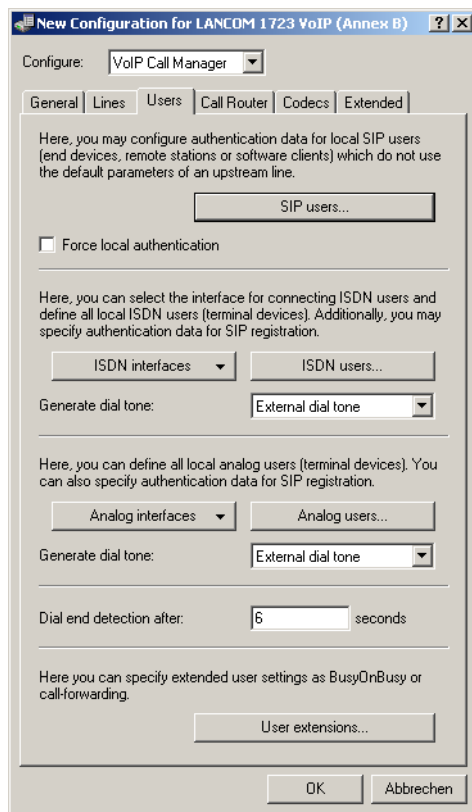 New Configuration for LANCOM 1723 VoIP (Annex B)
Configure: VoIP Call Manager
General Lines Users Call Router Codecs Extended
Here, you may configure authentication data for local SIP users
(end devices, remote stations or software clients) which do not use
the default parameters of an upstream line.
SIP users...
Force local authentication
Here, you can select the interface for connecting ISDN users and
define all local ISDN users (terminal devices). Additionally, you may
specify authentication data for SIP registration.
ISDN interfaces ISDN users...
Generate dial tone: External dial tone
Here, you can define all local analog users (terminal devices). You
can also specify authentication data for SIP registration.
Analog interfaces Analog users...
Generate dial tone: External dial tone
Dial end detection after: 6 seconds
Here you can specify extended user settings as BusyOnBusy or
call-forwarding.
User extensions...
OK Abbrechen